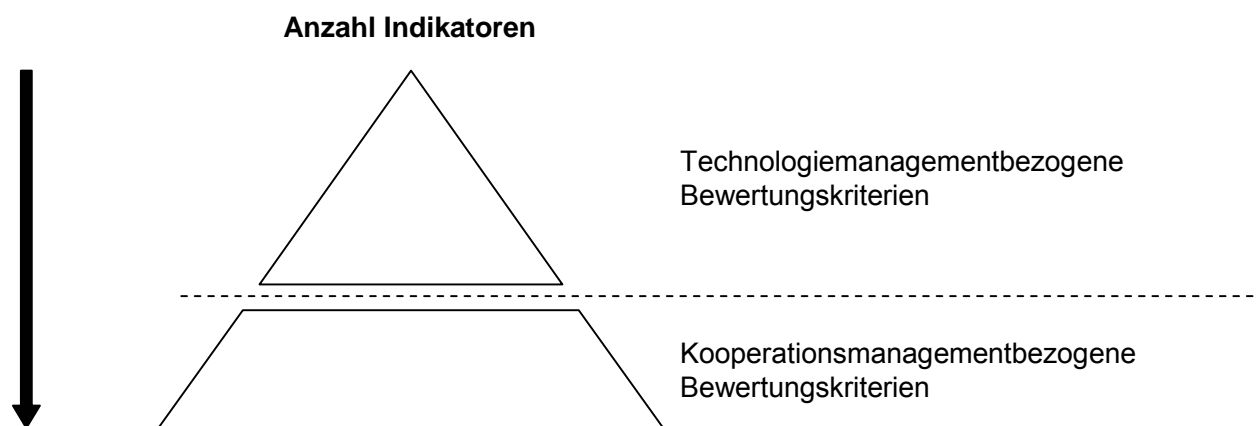 Anzahl Indikatoren
Technologiemanagementbezogene
Bewertungskriterien
Kooperationsmanagementbezogene
Bewertungskriterien